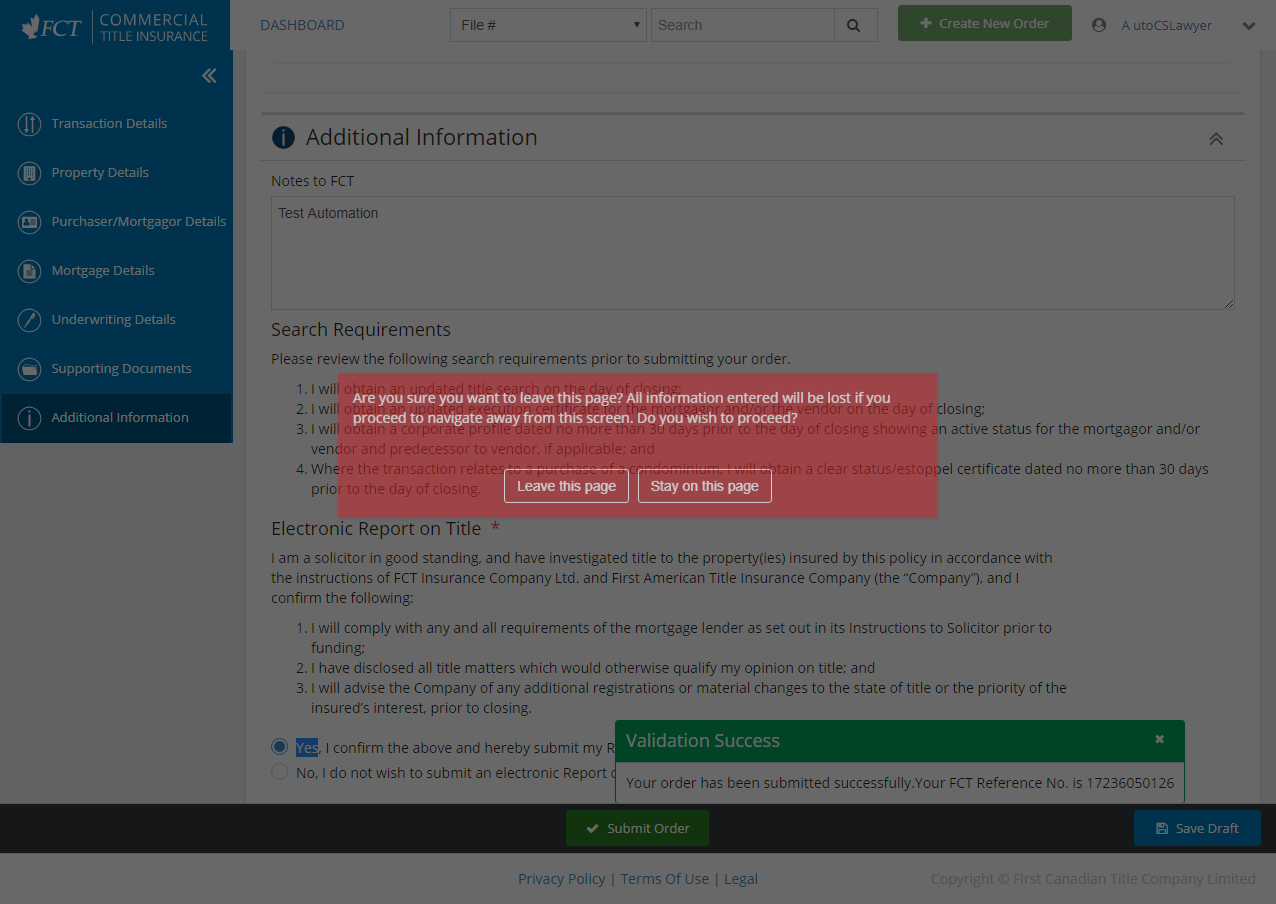 FCT
COMMERCIAL
TITLE INSURANCE
DASHBOARD
File #
Search
Create New Order
A utoCSLawyer
Transaction Details
Property Details
Purchaser/Mortgagor Details
Mortgage Details
Underwriting Details
Supporting Documents
Additional Information
Additional Information
Notes to FCT
Test Automation
Search Requirements
Please review the following search requirements prior to submitting your order.
1. I will obtain an updated title search on the day of closing;
2. I will obtain an updated execution certificate for the mortgagor and/or the vendor on the day of closing;
3. I will obtain a corporate profile dated no more than 30 days prior to the day of closing showing an active status for the mortgagor and/or
vendor and predecessor to vendor, if applicable; and
4. Where the transaction relates to a purchase of a condominium, I will obtain a clear status/estoppel certificate dated no more than 30 days
prior to the day of closing.
Are you sure you want to leave this page? All information entered will be lost if you
proceed to navigate away from this screen. Do you wish to proceed?
Leave this page
Stay on this page
Electronic Report on Title *
I am a solicitor in good standing, and have investigated title to the property(ies) insured by this policy in accordance with
the instructions of FCT Insurance Company Ltd. and First American Title Insurance Company (the “Company”), and I
confirm the following:
1. I will comply with any and all requirements of the mortgage lender as set out in its Instructions to Solicitor prior to
funding;
2. I have disclosed all title matters which would otherwise qualify my opinion on title; and
3. I will advise the Company of any additional registrations or material changes to the state of title or the priority of the
insured’s interest, prior to closing.
Yes, I confirm the above and hereby submit my R
No, I do not wish to submit an electronic Report
Validation Success
Your order has been submitted successfully.Your FCT Reference No. is 17236050126
Submit Order
Save Draft
Privacy Policy | Terms Of Use | Legal
Copyright © First Canadian Title Company Limited